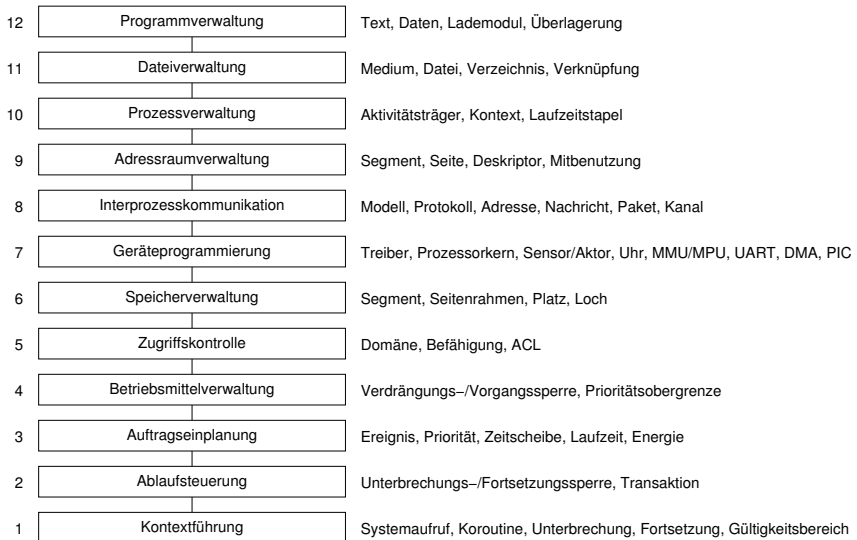 12 Programmverwaltung Text, Daten, Lademodul, Überlagerung
11 Dateiverwaltung Medium, Datei, Verzeichnis, Verknüpfung
10 Prozessverwaltung Aktivitätsträger, Kontext, Laufzeitstapel
9 Adressraumverwaltung Segment, Seite, Deskriptor, Mitbenutzung
8 Interprozesskommunikation Modell, Protokoll, Adresse, Nachricht, Paket, Kanal
7 Geräteprogrammierung Treiber, Prozessorkern, Sensor/Aktor, Uhr, MMU/MPU, UART, DMA, PIC
6 Speicherverwaltung Segment, Seitenrahmen, Platz, Loch
5 Zugriffskontrolle Domäne, Befähigung, ACL
4 Betriebsmittelverwaltung Verdrängungs−/Vorgangssperre, Prioritätsobergrenze
3 Auftragseinplanung Ereignis, Priorität, Zeitscheibe, Laufzeit, Energie
2 Ablaufsteuerung Unterbrechungs−/Fortsetzungssperre, Transaktion
1 Kontextführung Systemaufruf, Koroutine, Unterbrechung, Fortsetzung, Gültigkeitsbereich